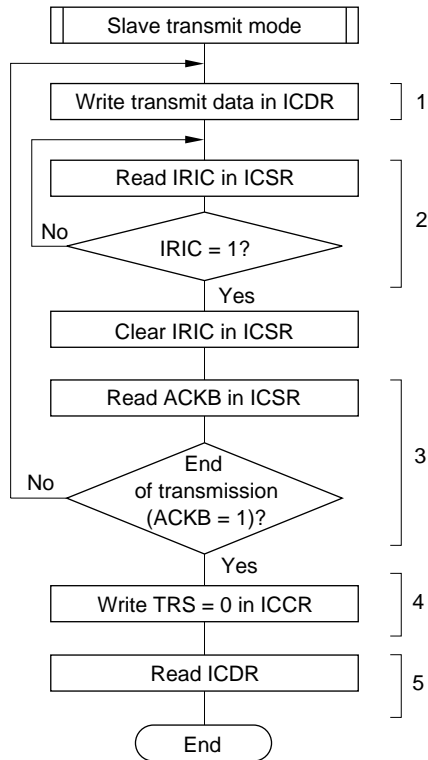 Slave transmit mode
Write transmit data in ICDR
1
Read IRIC in ICSR
2
No
IRIC = 1?
Yes
Clear IRIC in ICSR
Read ACKB in ICSR
3
End
No
of transmission
(ACKB = 1)?
Yes
Write TRS = 0 in ICCR
4
Read ICDR
5
End